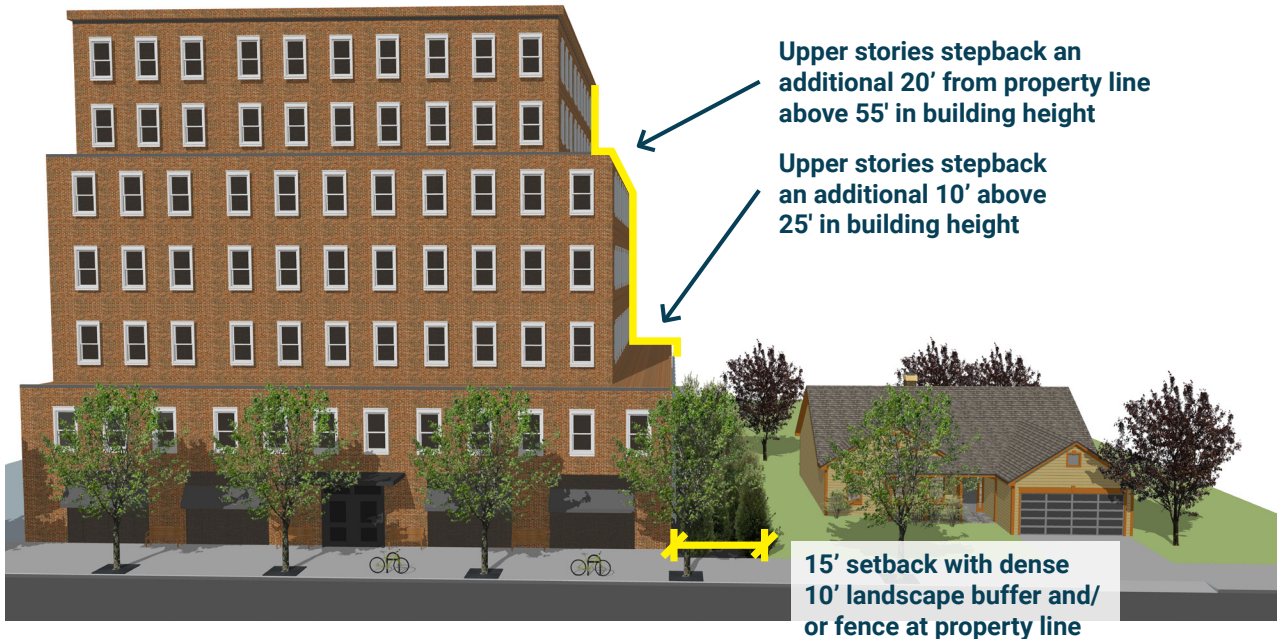 Upper stories stepback an
additional 20’ from property line
above 55' in building height
Upper stories stepback
an additional 10’ above
25' in building height
15’ setback with dense
10’ landscape buffer and/
or fence at property line